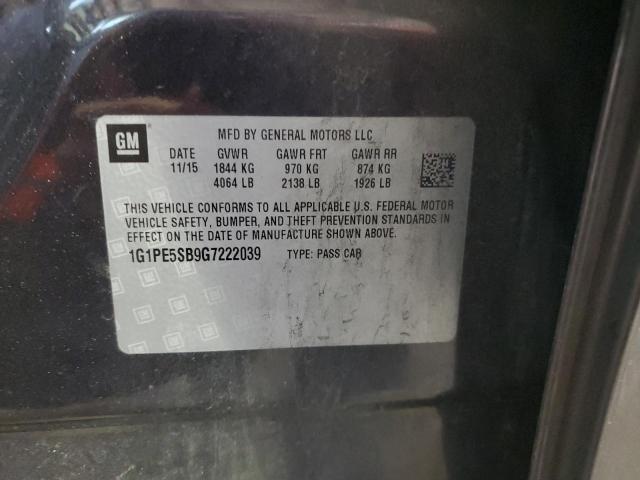 GM
MFD BY GENERAL MOTORS LLC
DATE GVWR GAWR FRT GAWR RR
11/15 1844 KG 970 KG 874 KG
4064 LB 2138 LB 1926 LB
THIS VEHICLE CONFORMS TO ALL APPLICABLE U.S. FEDERAL MOTOR
VEHICLE SAFETY, BUMPER, AND THEFT PREVENTION STANDARDS IN
EFFECT ON THE DATE OF MANUFACTURE SHOWN ABOVE.
1G1PE5SB9G7222039 TYPE: PASS CAR